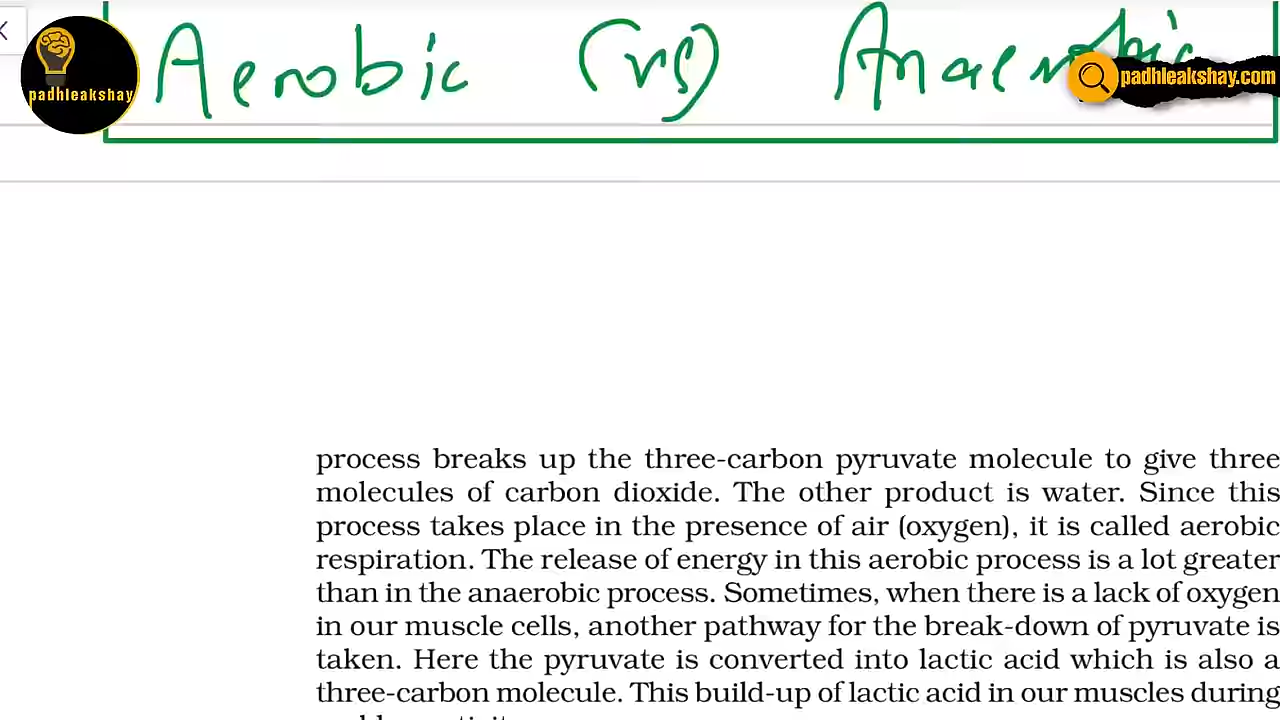 Aerobic (vs) Anaerobic
padhleakshay
padhleakshay.com
process breaks up the three-carbon pyruvate molecule to give three
molecules of carbon dioxide. The other product is water. Since this
process takes place in the presence of air (oxygen), it is called aerobic
respiration. The release of energy in this aerobic process is a lot greater
than in the anaerobic process. Sometimes, when there is a lack of oxygen
in our muscle cells, another pathway for the break-down of pyruvate is
taken. Here the pyruvate is converted into lactic acid which is also a
three-carbon molecule. This build-up of lactic acid in our muscles during